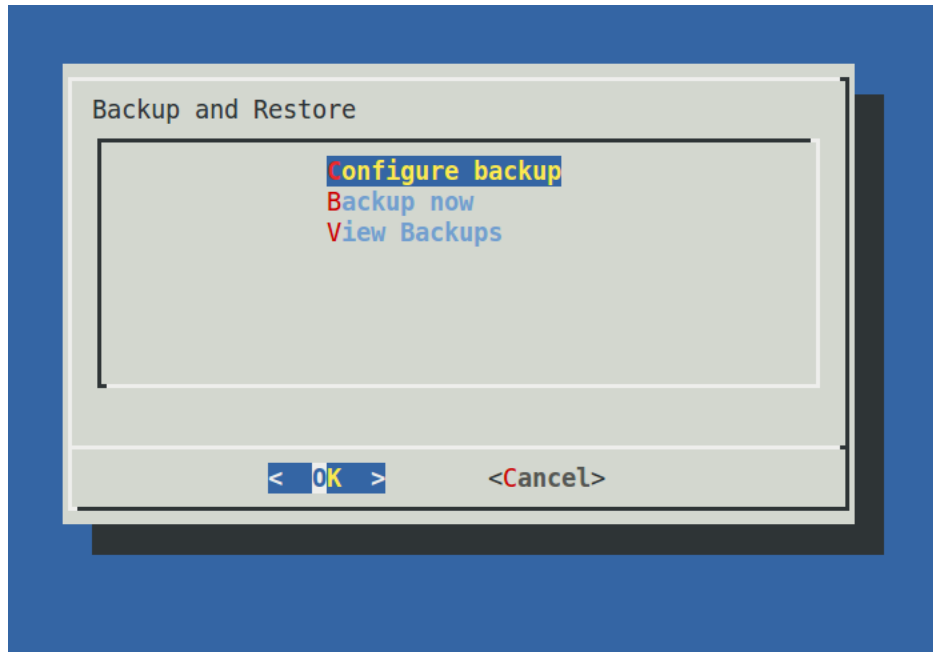 Backup and Restore
Configure backup
Backup now
View Backups
<  OK  > <Cancel>